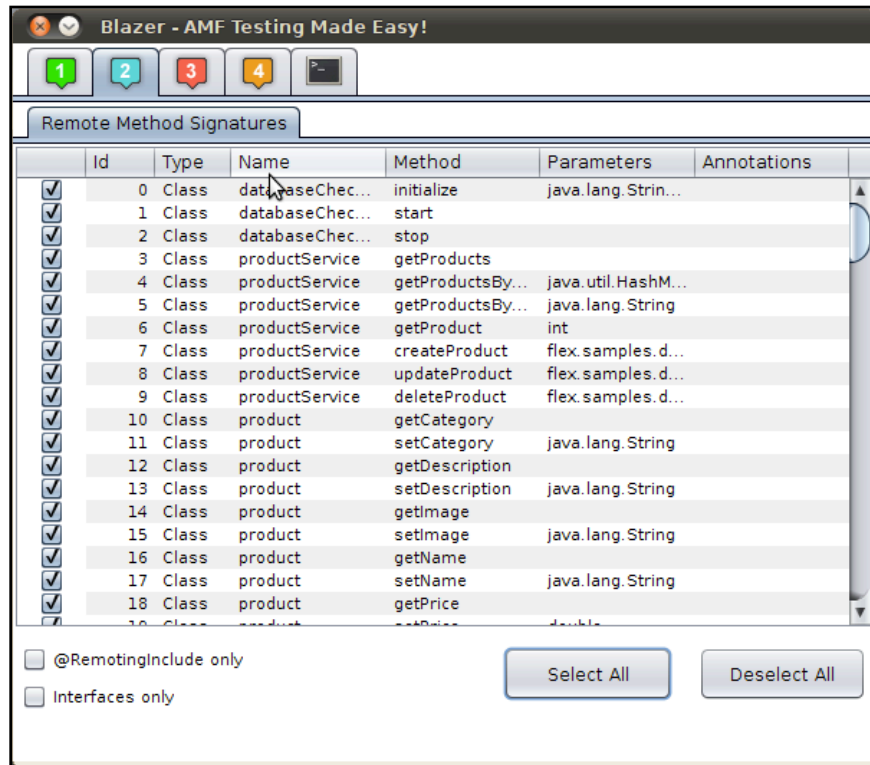 Blazer - AMF Testing Made Easy!
1 2 3 4 >_
Remote Method Signatures
Id Type Name Method Parameters Annotations
0 Class databaseChec... initialize java.lang.Strin...
1 Class databaseChec... start
2 Class databaseChec... stop
3 Class productService getProducts
4 Class productService getProductsBy... java.util.HashM...
5 Class productService getProductsBy... java.lang.String
6 Class productService getProduct int
7 Class productService createProduct flex.samples.d...
8 Class productService updateProduct flex.samples.d...
9 Class productService deleteProduct flex.samples.d...
10 Class product getCategory
11 Class product setCategory java.lang.String
12 Class product getDescription
13 Class product setDescription java.lang.String
14 Class product getImage
15 Class product setImage java.lang.String
16 Class product getName
17 Class product setName java.lang.String
18 Class product getPrice
19 Class product setPrice double
@RemotingInclude only
Interfaces only
Select All Deselect All